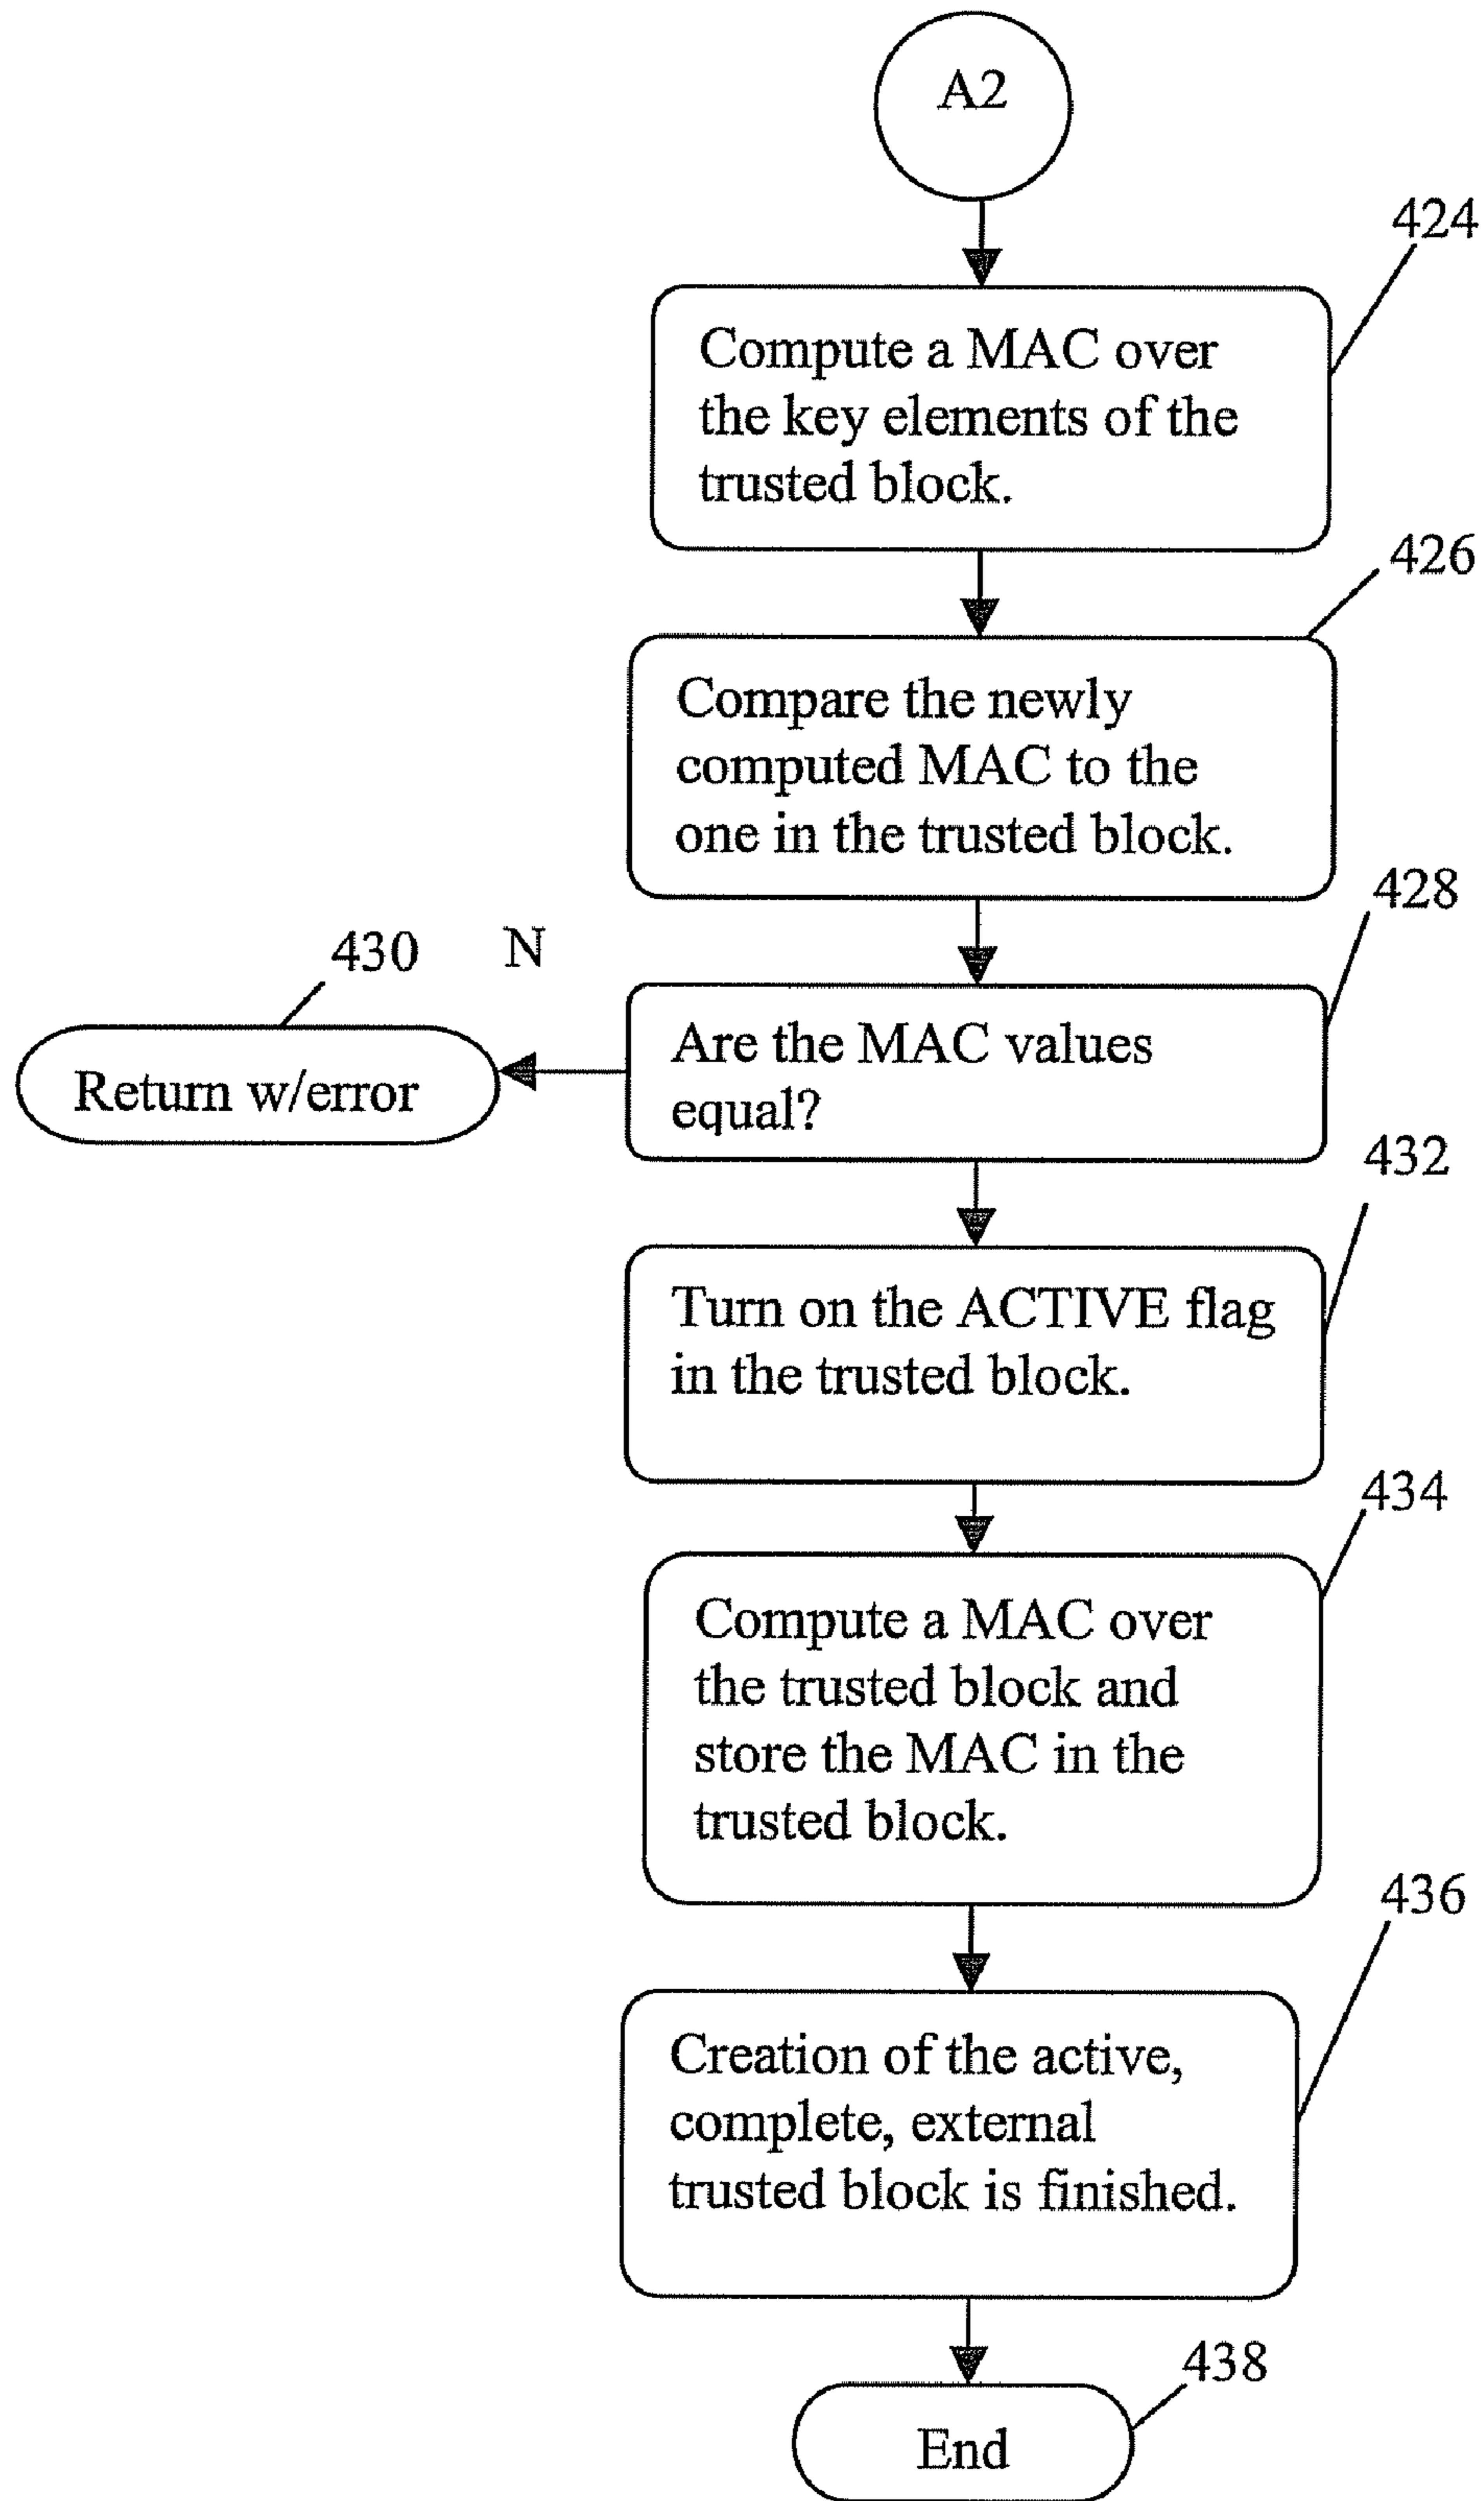 A2
424
Compute a MAC over
the key elements of the
trusted block.
426
Compare the newly
computed MAC to the
one in the trusted block.
428
430
N
Return w/error
Are the MAC values
equal?
432
Turn on the ACTIVE flag
in the trusted block.
434
Compute a MAC over
the trusted block and
store the MAC in the
trusted block.
436
Creation of the active,
complete, external
trusted block is finished.
438
End